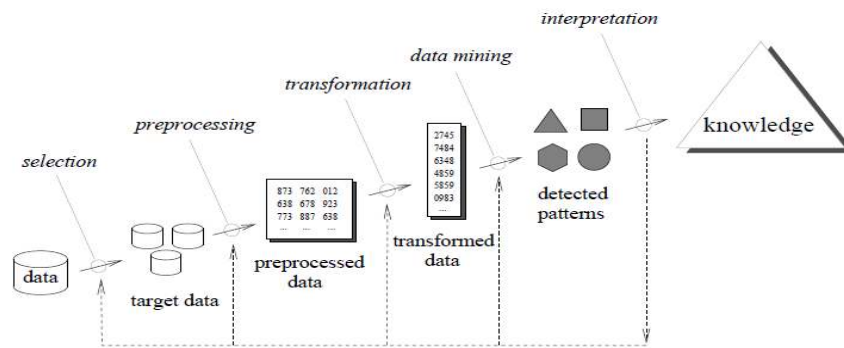 interpretation
data mining
transformation
preprocessing
selection
knowledge
2745
7484
6348
4859
5859
0983
...
detected
patterns
873 762 012
638 678 923
773 887 638
... ... ...
transformed
data
preprocessed
data
data
target data